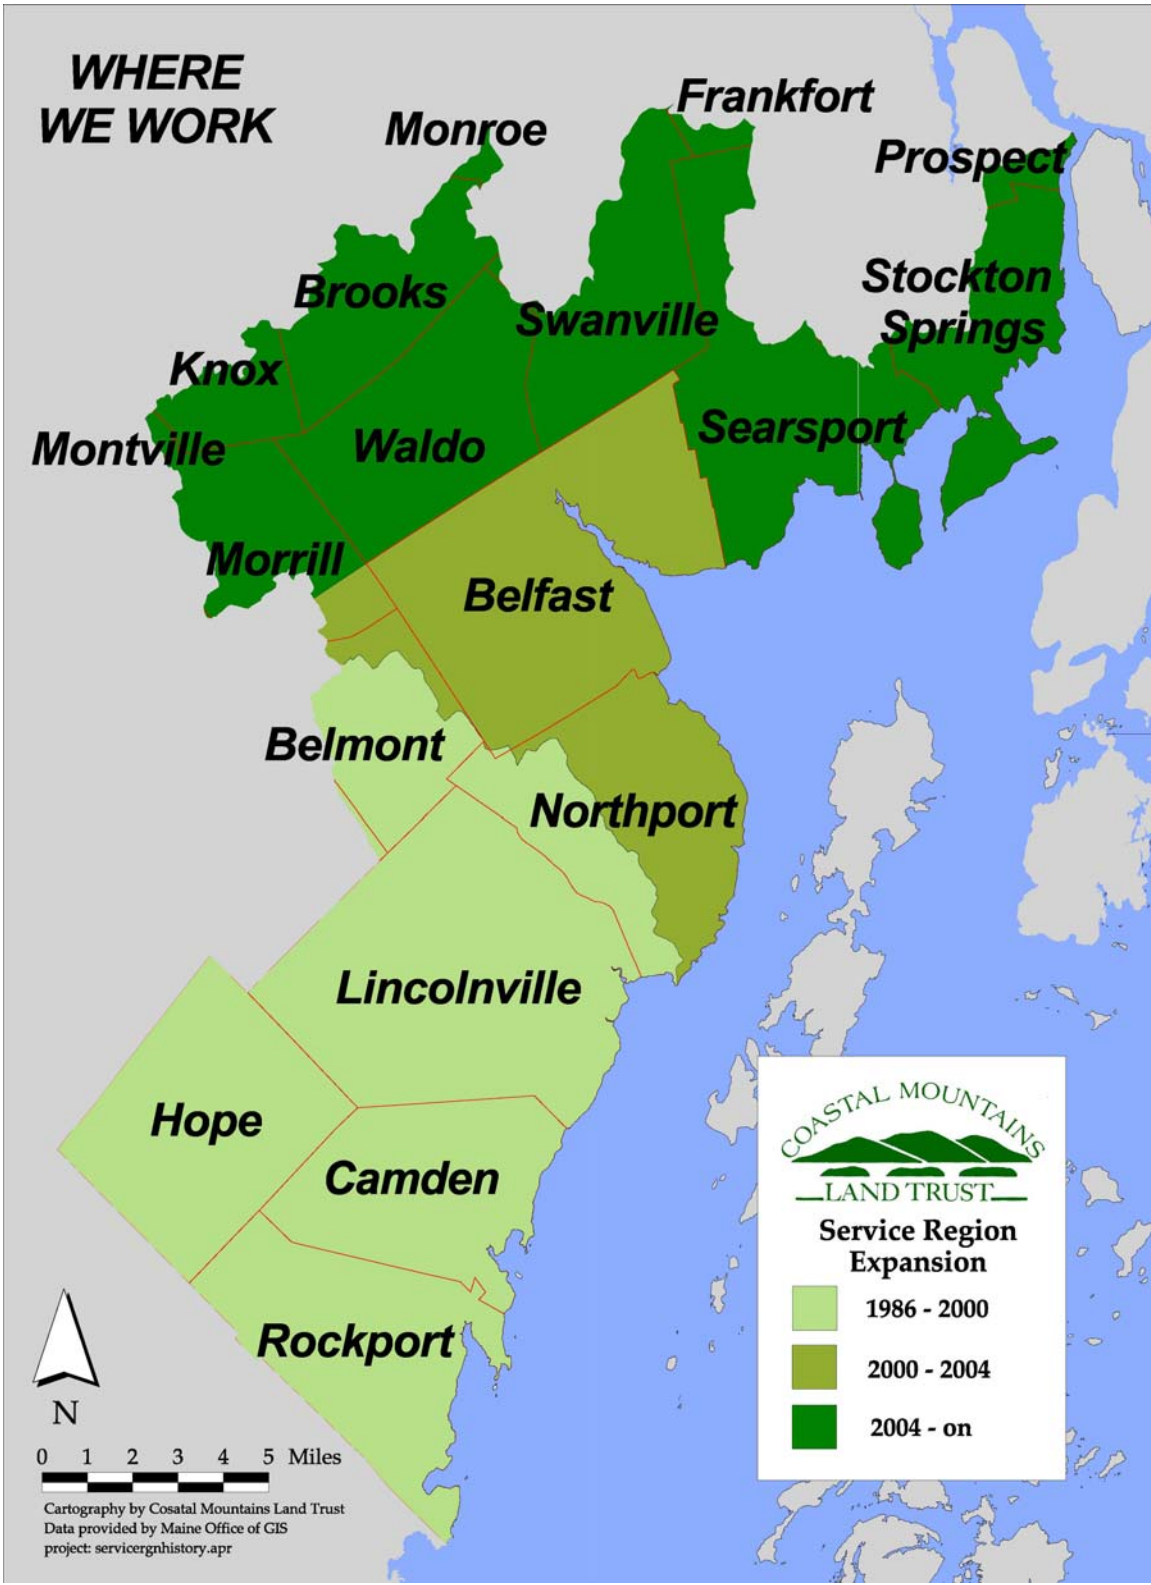 WHERE
WE WORK
Frankfort
Monroe
Prospect
Stockton
Springs
Brooks
Swanville
Knox
Searsport
Montville
Waldo
Morrill
Belfast
Belmont
Northport
Lincolnville
Hope
Camden
Rockport
COASTAL MOUNTAINS
LAND TRUST
Service Region
Expansion
1986 - 2000
2000 - 2004
2004 - on
N
0 1 2 3 4 5 Miles
Cartography by Cosatal Mountains Land Trust
Data provided by Maine Office of GIS
project: servicergnhistory.apr